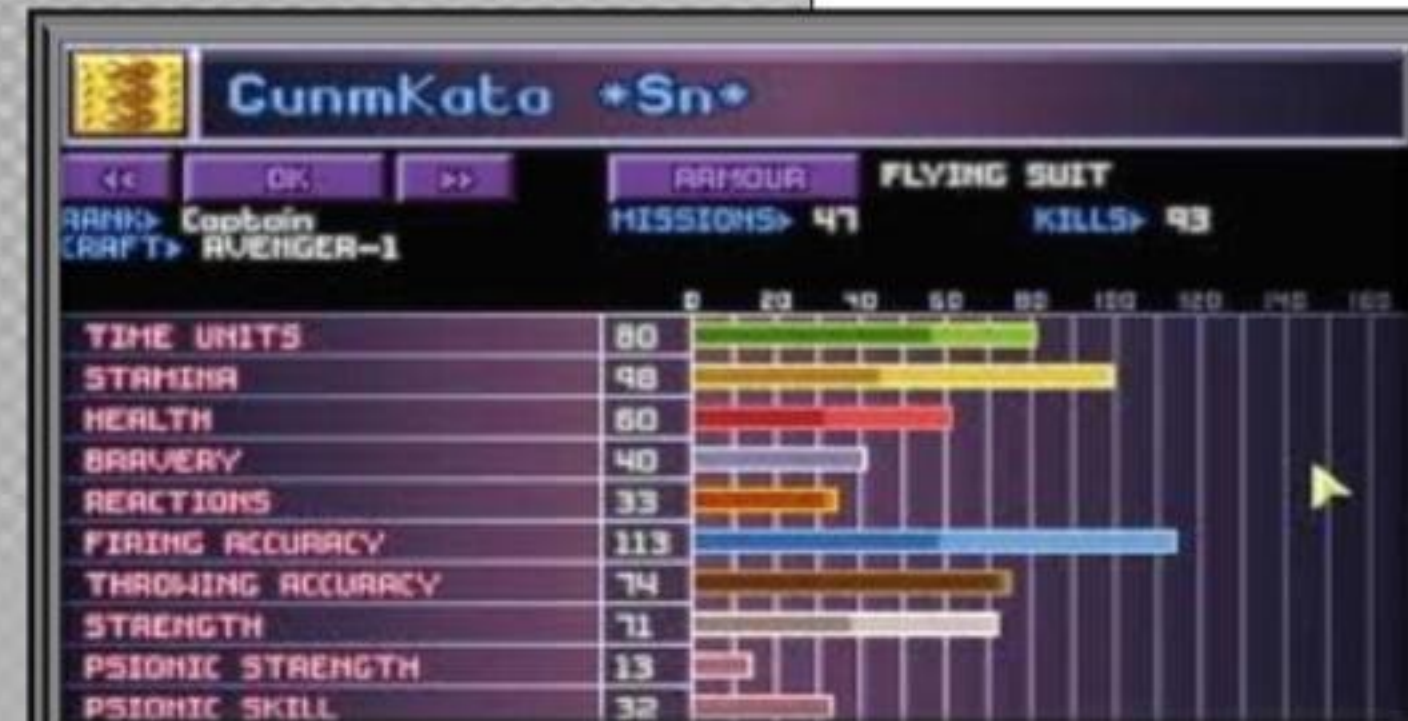 GunmKata *Sn*
<< OK >> ARMOUR FLYING SUIT
RANK> Captain MISSIONS> 47 KILLS> 93
CRAFT> AVENGER-1
0 20 40 60 80 100 120 140 160
TIME UNITS 80
STAMINA 98
HEALTH 60
BRAVERY 40
REACTIONS 33
FIRING ACCURACY 113
THROWING ACCURACY 74
STRENGTH 71
PSIONIC STRENGTH 13
PSIONIC SKILL 32